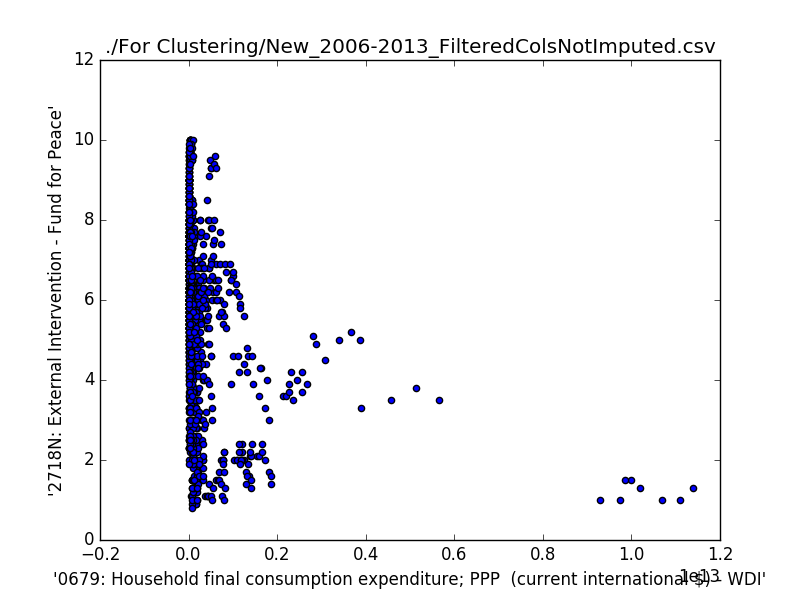 ./For Clustering/New_2006-2013_FilteredColsNotImputed.csv
12
10
8
6
4
2
0
'2718N: External Intervention - Fund for Peace'
−0.2 0.0 0.2 0.4 0.6 0.8 1.0 1.2
1e13
'0679: Household final consumption expenditure; PPP  (current international $) - WDI'